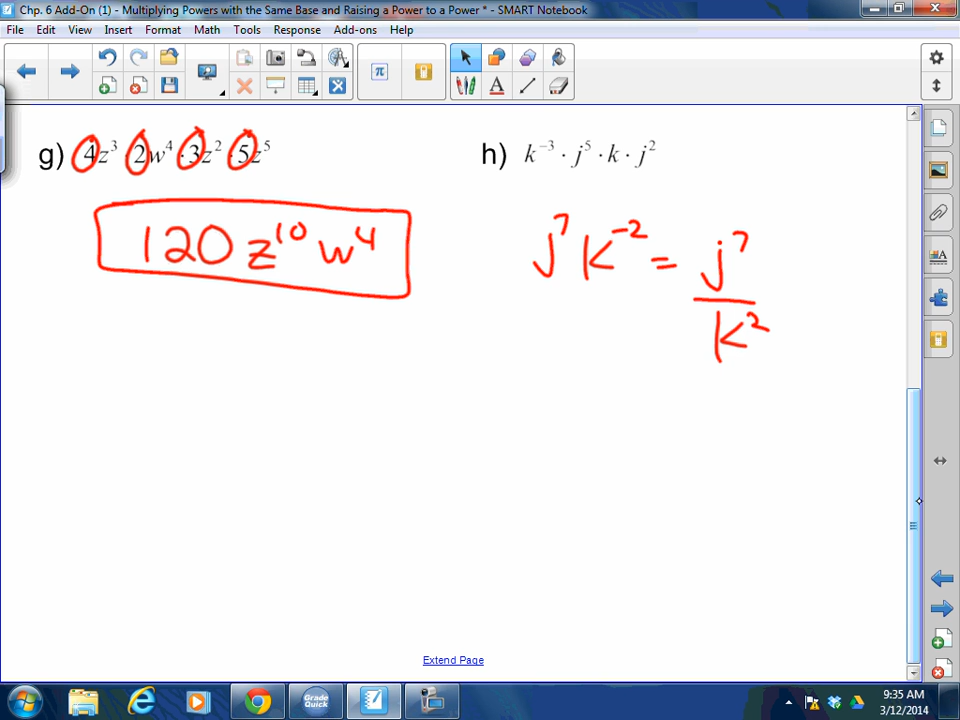 Chp. 6 Add-On (1) - Multiplying Powers with the Same Base and Raising a Power to a Power * - SMART Notebook
File Edit View Insert Format Math Tools Response Add-ons Help
g) 4z³ · 2w⁴ · 3z² · 5z⁵
h) k⁻³ · j⁵ · k · j²
120 z¹⁰ w⁴
j⁷ k⁻² = j⁷/k²
Extend Page
Grade Quick
9:35 AM
3/12/2014